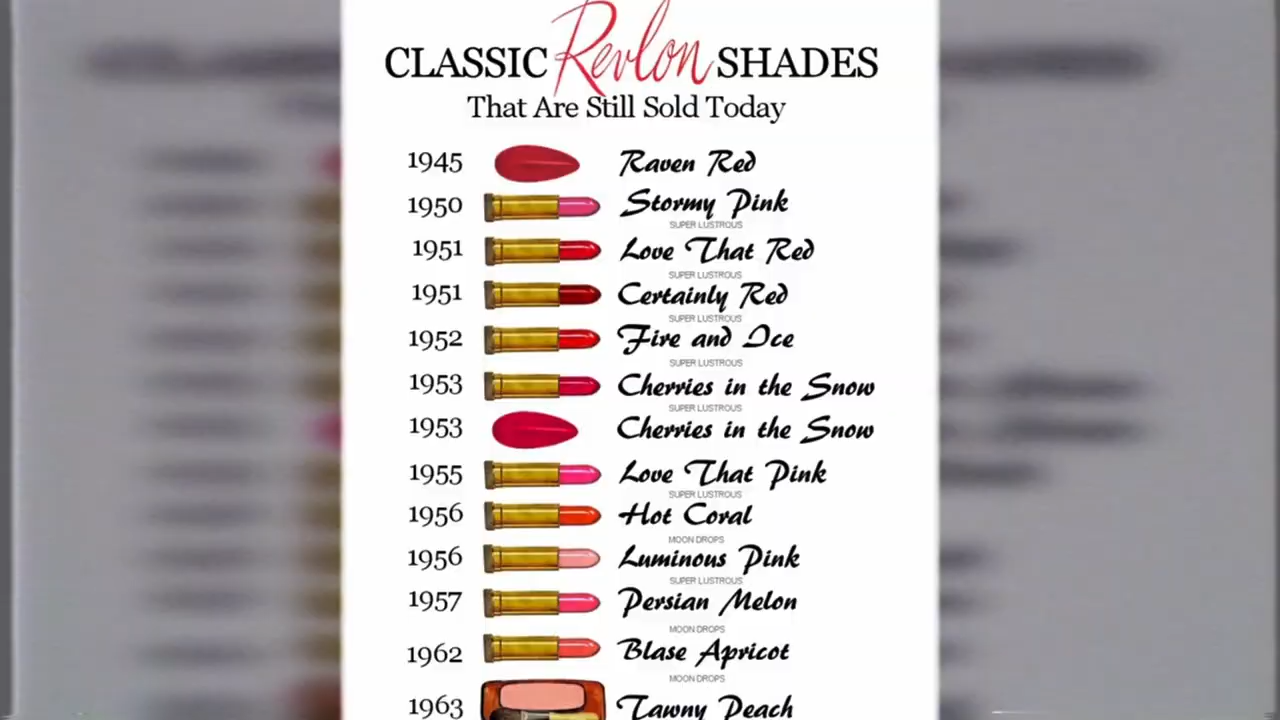 CLASSIC Revlon SHADES
That Are Still Sold Today
1945 Raven Red
1950 Stormy Pink
SUPER LUSTROUS
1951 Love That Red
SUPER LUSTROUS
1951 Certainly Red
SUPER LUSTROUS
1952 Fire and Ice
SUPER LUSTROUS
1953 Cherries in the Snow
SUPER LUSTROUS
1953 Cherries in the Snow
1955 Love That Pink
SUPER LUSTROUS
1956 Hot Coral
MOON DROPS
1956 Luminous Pink
SUPER LUSTROUS
1957 Persian Melon
MOON DROPS
1962 Blase Apricot
MOON DROPS
1963 Tawny Peach